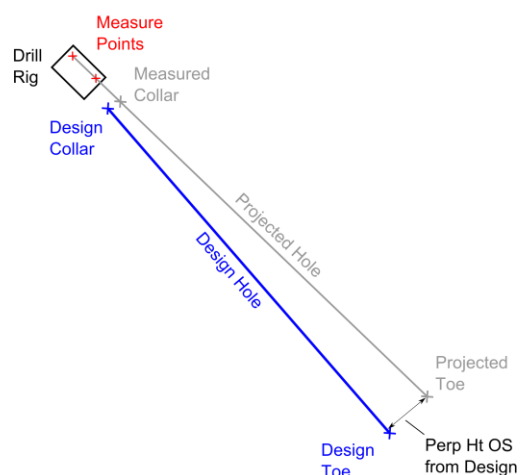 Measure
Points
Drill
Rig
Measured
Collar
Design
Collar
Projected Hole
Design Hole
Projected
Toe
Design
Toe
Perp Ht OS
from Design